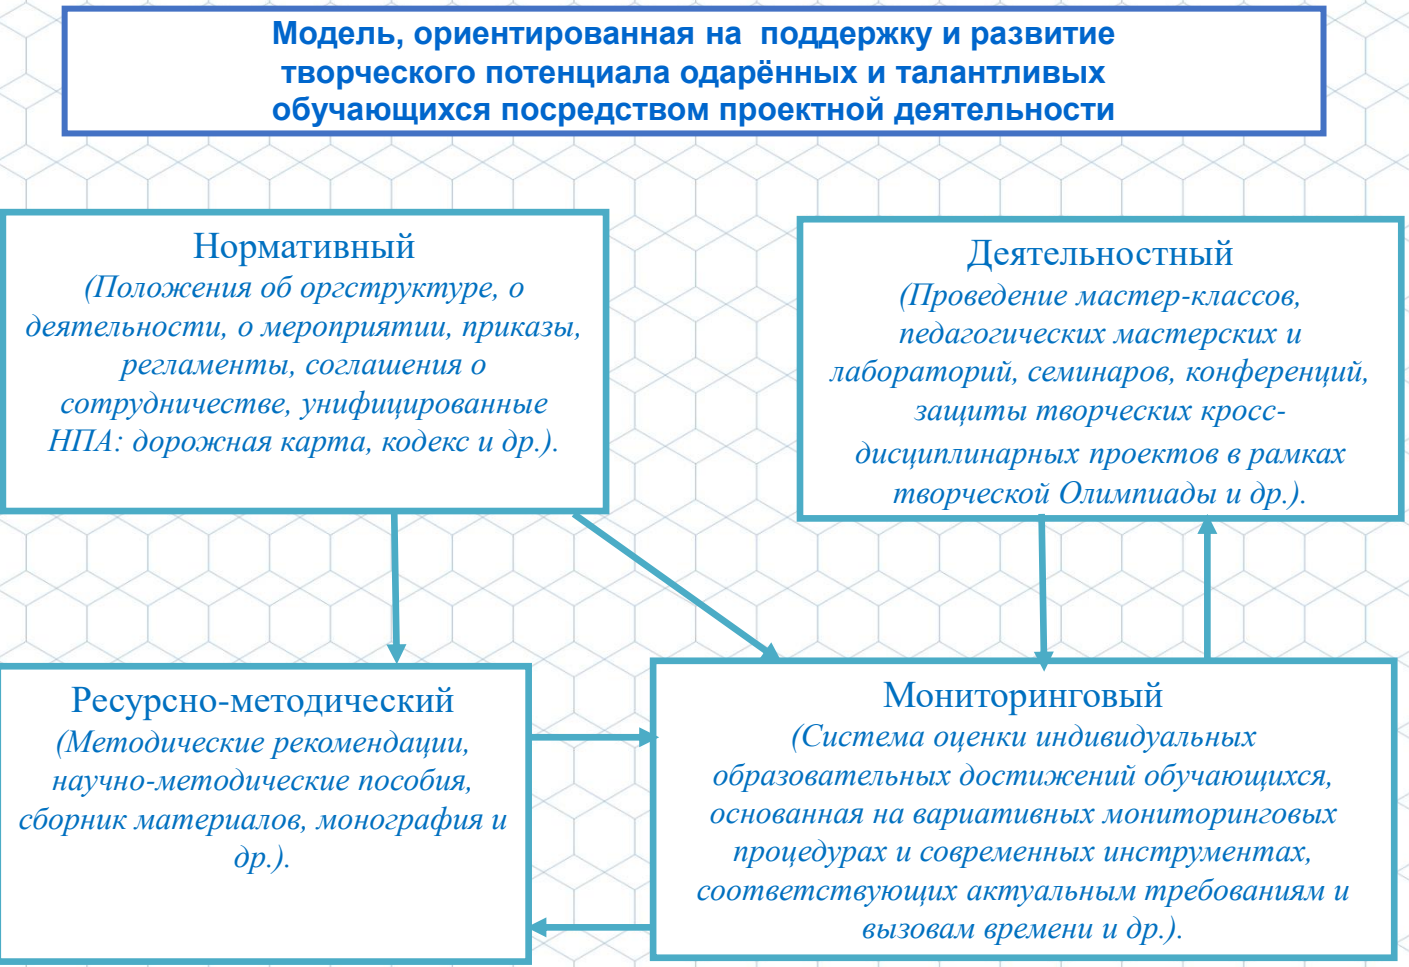 Модель, ориентированная на поддержку и развитие
творческого потенциала одарённых и талантливых
обучающихся посредством проектной деятельности
Нормативный
(Положения об оргструктуре, о
деятельности, о мероприятии, приказы,
регламенты, соглашения о
сотрудничестве, унифицированные
НПА: дорожная карта, кодекс и др.).
Деятельностный
(Проведение мастер-классов,
педагогических мастерских и
лабораторий, семинаров, конференций,
защиты творческих кросс-
дисциплинарных проектов в рамках
творческой Олимпиады и др.).
Ресурсно-методический
(Методические рекомендации,
научно-методические пособия,
сборник материалов, монография и
др.).
Мониторинговый
(Система оценки индивидуальных
образовательных достижений обучающихся,
основанная на вариативных мониторинговых
процедурах и современных инструментах,
соответствующих актуальным требованиям и
вызовам времени и др.).